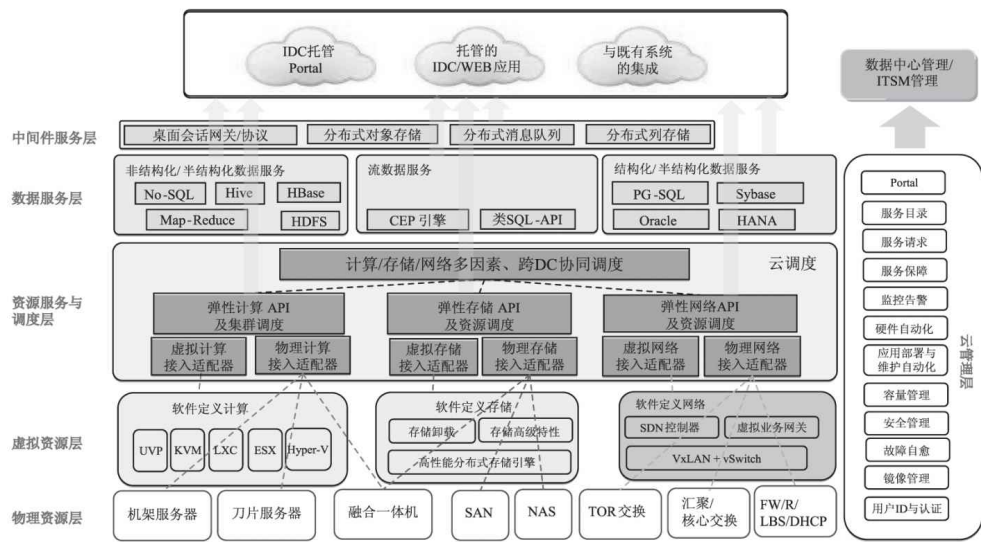 IDC托管
Portal
托管的
IDC/WEB应用
与既有系统
的集成
数据中心管理/
ITSM管理
中间件服务层
桌面会话网关/协议
分布式对象存储
分布式消息队列
分布式列存储
数据服务层
非结构化/半结构化数据服务
No-SQL
Hive
HBase
Map-Reduce
HDFS
流数据服务
CEP 引擎
类SQL-API
结构化/半结构化数据服务
PG-SQL
Sybase
Oracle
HANA
资源服务与
调度层
计算/存储/网络多因素、跨DC协同调度
云调度
弹性计算 API
及集群调度
弹性存储 API
及资源调度
弹性网络API
及资源调度
虚拟计算
接入适配器
物理计算
接入适配器
虚拟存储
接入适配器
物理存储
接入适配器
虚拟网络
接入适配器
物理网络
接入适配器
虚拟资源层
软件定义计算
UVP
KVM
LXC
ESX
Hyper-V
软件定义存储
存储卸载
存储高级特性
高性能分布式存储引擎
软件定义网络
SDN控制器
虚拟业务网关
VxLAN+vSwitch
物理资源层
机架服务器
刀片服务器
融合一体机
SAN
NAS
TOR交换
汇聚/
核心交换
FW/R/
LBS/DHCP
Portal
服务目录
服务请求
服务保障
监控告警
硬件自动化
应用部署与
维护自动化
容量管理
安全管理
故障自愈
镜像管理
用户ID与认证
云管理层